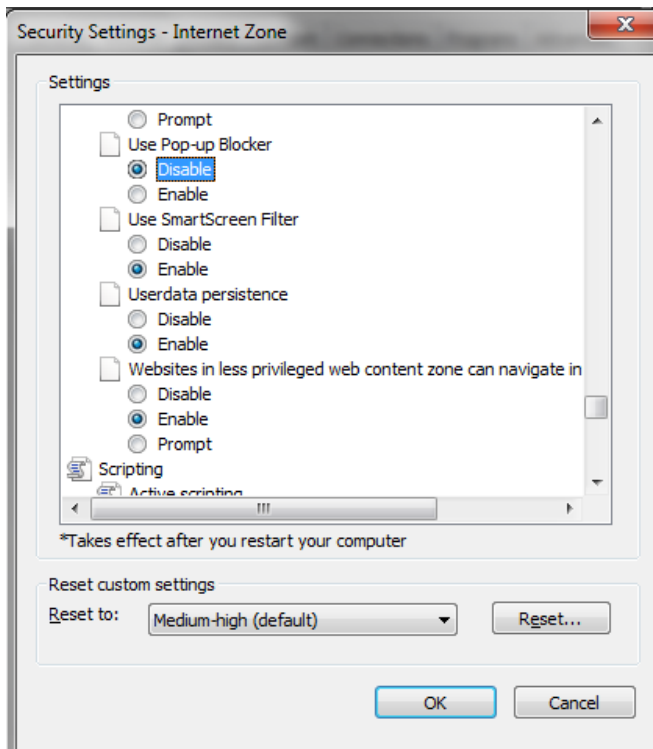 Security Settings - Internet Zone
Settings
Prompt
Use Pop-up Blocker
Disable
Enable
Use SmartScreen Filter
Disable
Enable
Userdata persistence
Disable
Enable
Websites in less privileged web content zone can navigate in
Disable
Enable
Prompt
Scripting
Active scripting
*Takes effect after you restart your computer
Reset custom settings
Reset to:
Medium-high (default)
Reset...
OK
Cancel